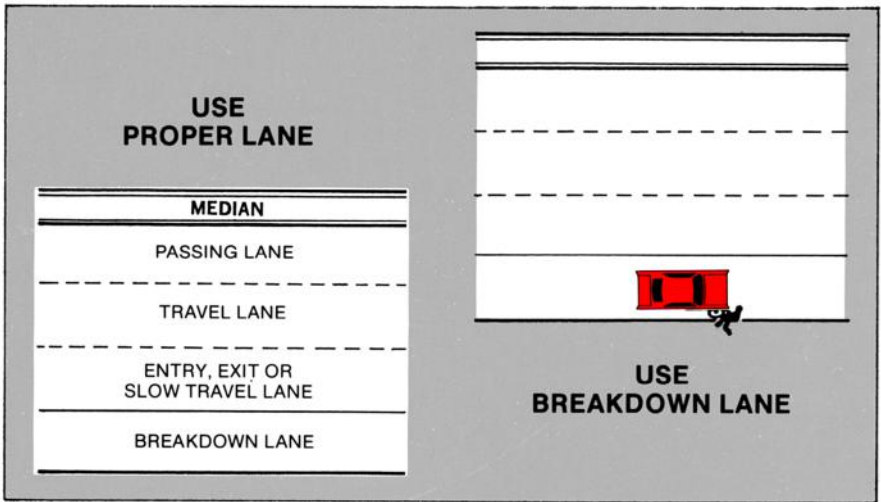 USE
PROPER LANE
MEDIAN
PASSING LANE
TRAVEL LANE
ENTRY, EXIT OR
SLOW TRAVEL LANE
BREAKDOWN LANE
USE
BREAKDOWN LANE